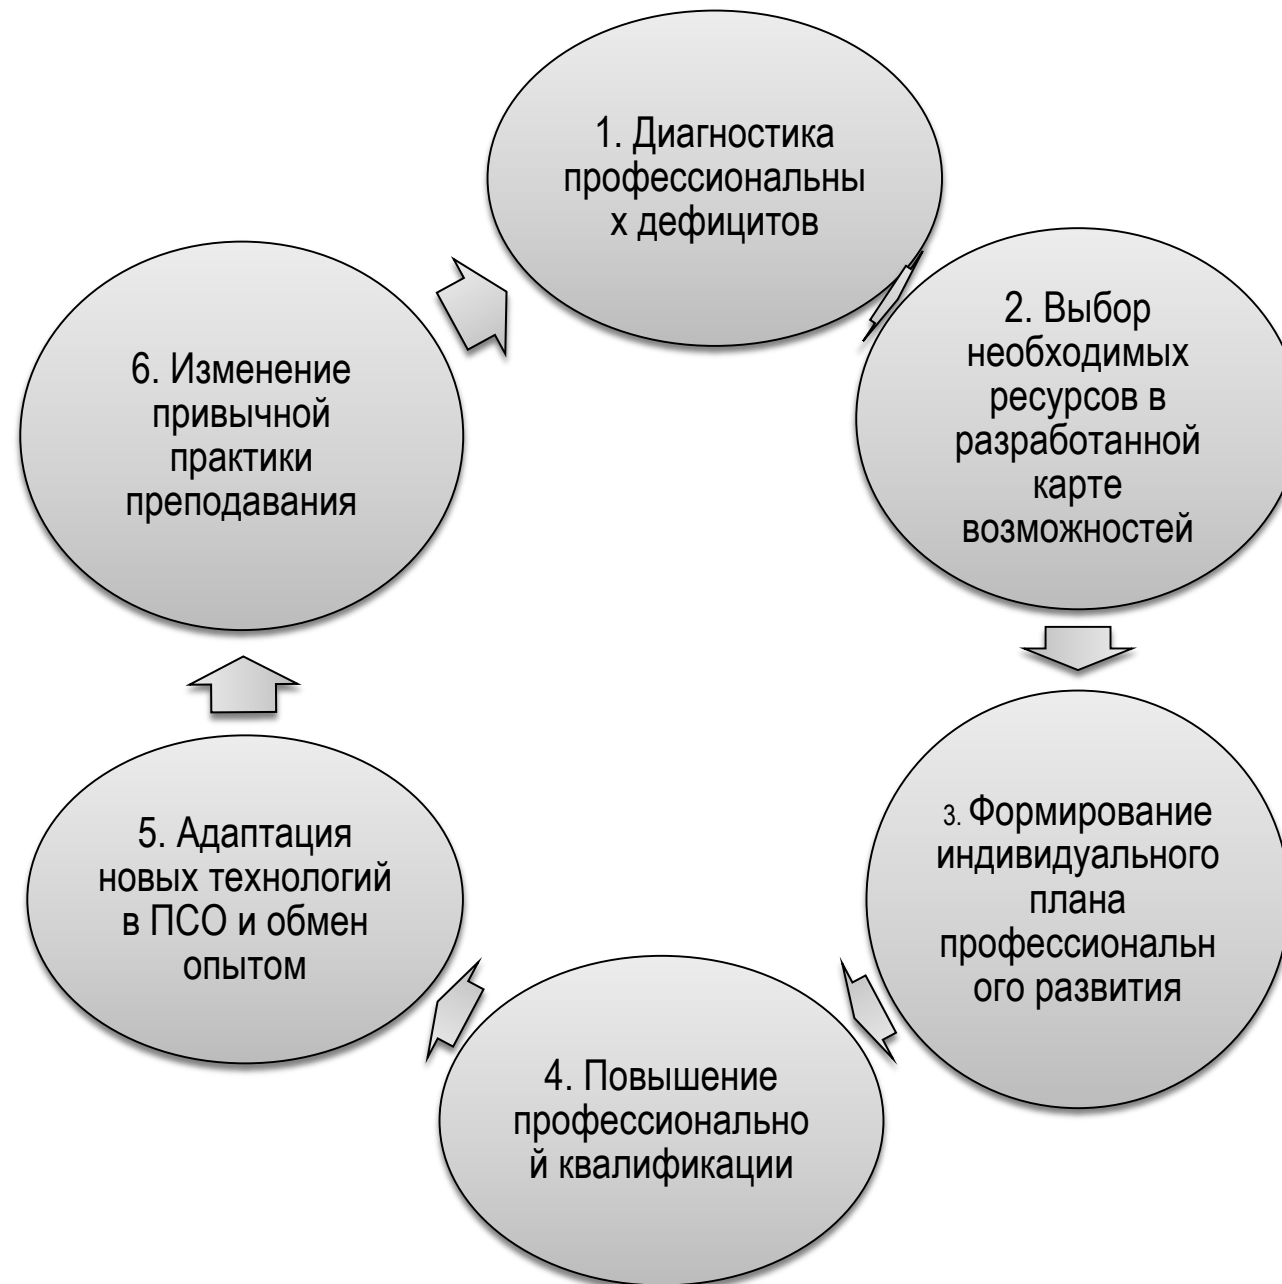 1. Диагностика
профессиональны
х дефицитов
2. Выбор
необходимых
ресурсов в
разработанной
карте
возможностей
3. Формирование
индивидуального
плана
профессиональн
ого развития
4. Повышение
профессионально
й квалификации
5. Адаптация
новых технологий
в ПСО и обмен
опытом
6. Изменение
привычной
практики
преподавания